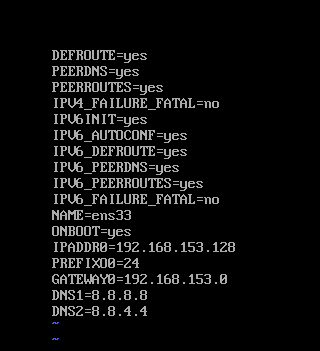 DEFROUTE=yes
PEERDNS=yes
PEERROUTES=yes
IPV4_FAILURE_FATAL=no
IPV6INIT=yes
IPV6_AUTOCONF=yes
IPV6_DEFROUTE=yes
IPV6_PEERDNS=yes
IPV6_PEERROUTES=yes
IPV6_FAILURE_FATAL=no
NAME=ens33
ONBOOT=yes
IPADDR0=192.168.153.128
PREFIXO0=24
GATEWAY0=192.168.153.0
DNS1=8.8.8.8
DNS2=8.8.4.4
~
~